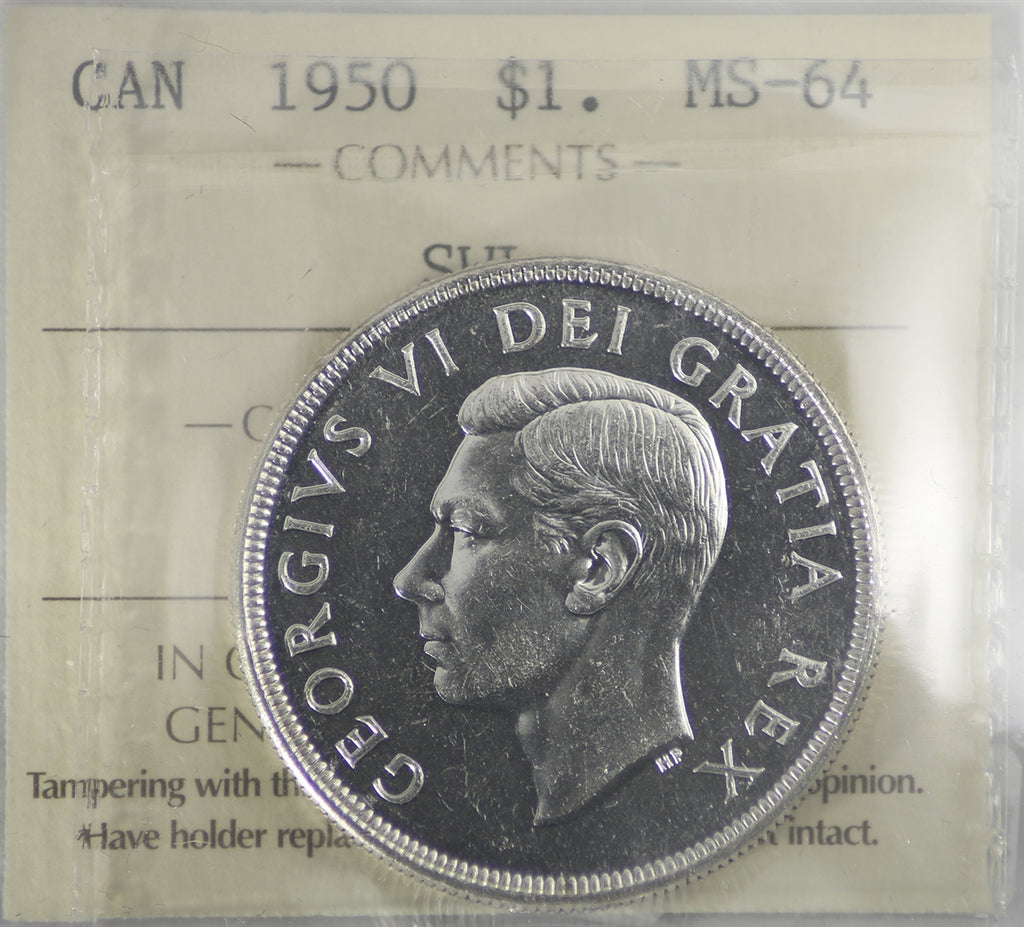 CAN 1950 $1. MS-64
— COMMENTS —
GEORGIVS VI DEI GRATIA REX
HP
IN
GEN
Tampering with th opinion.
*Have holder repla intact.